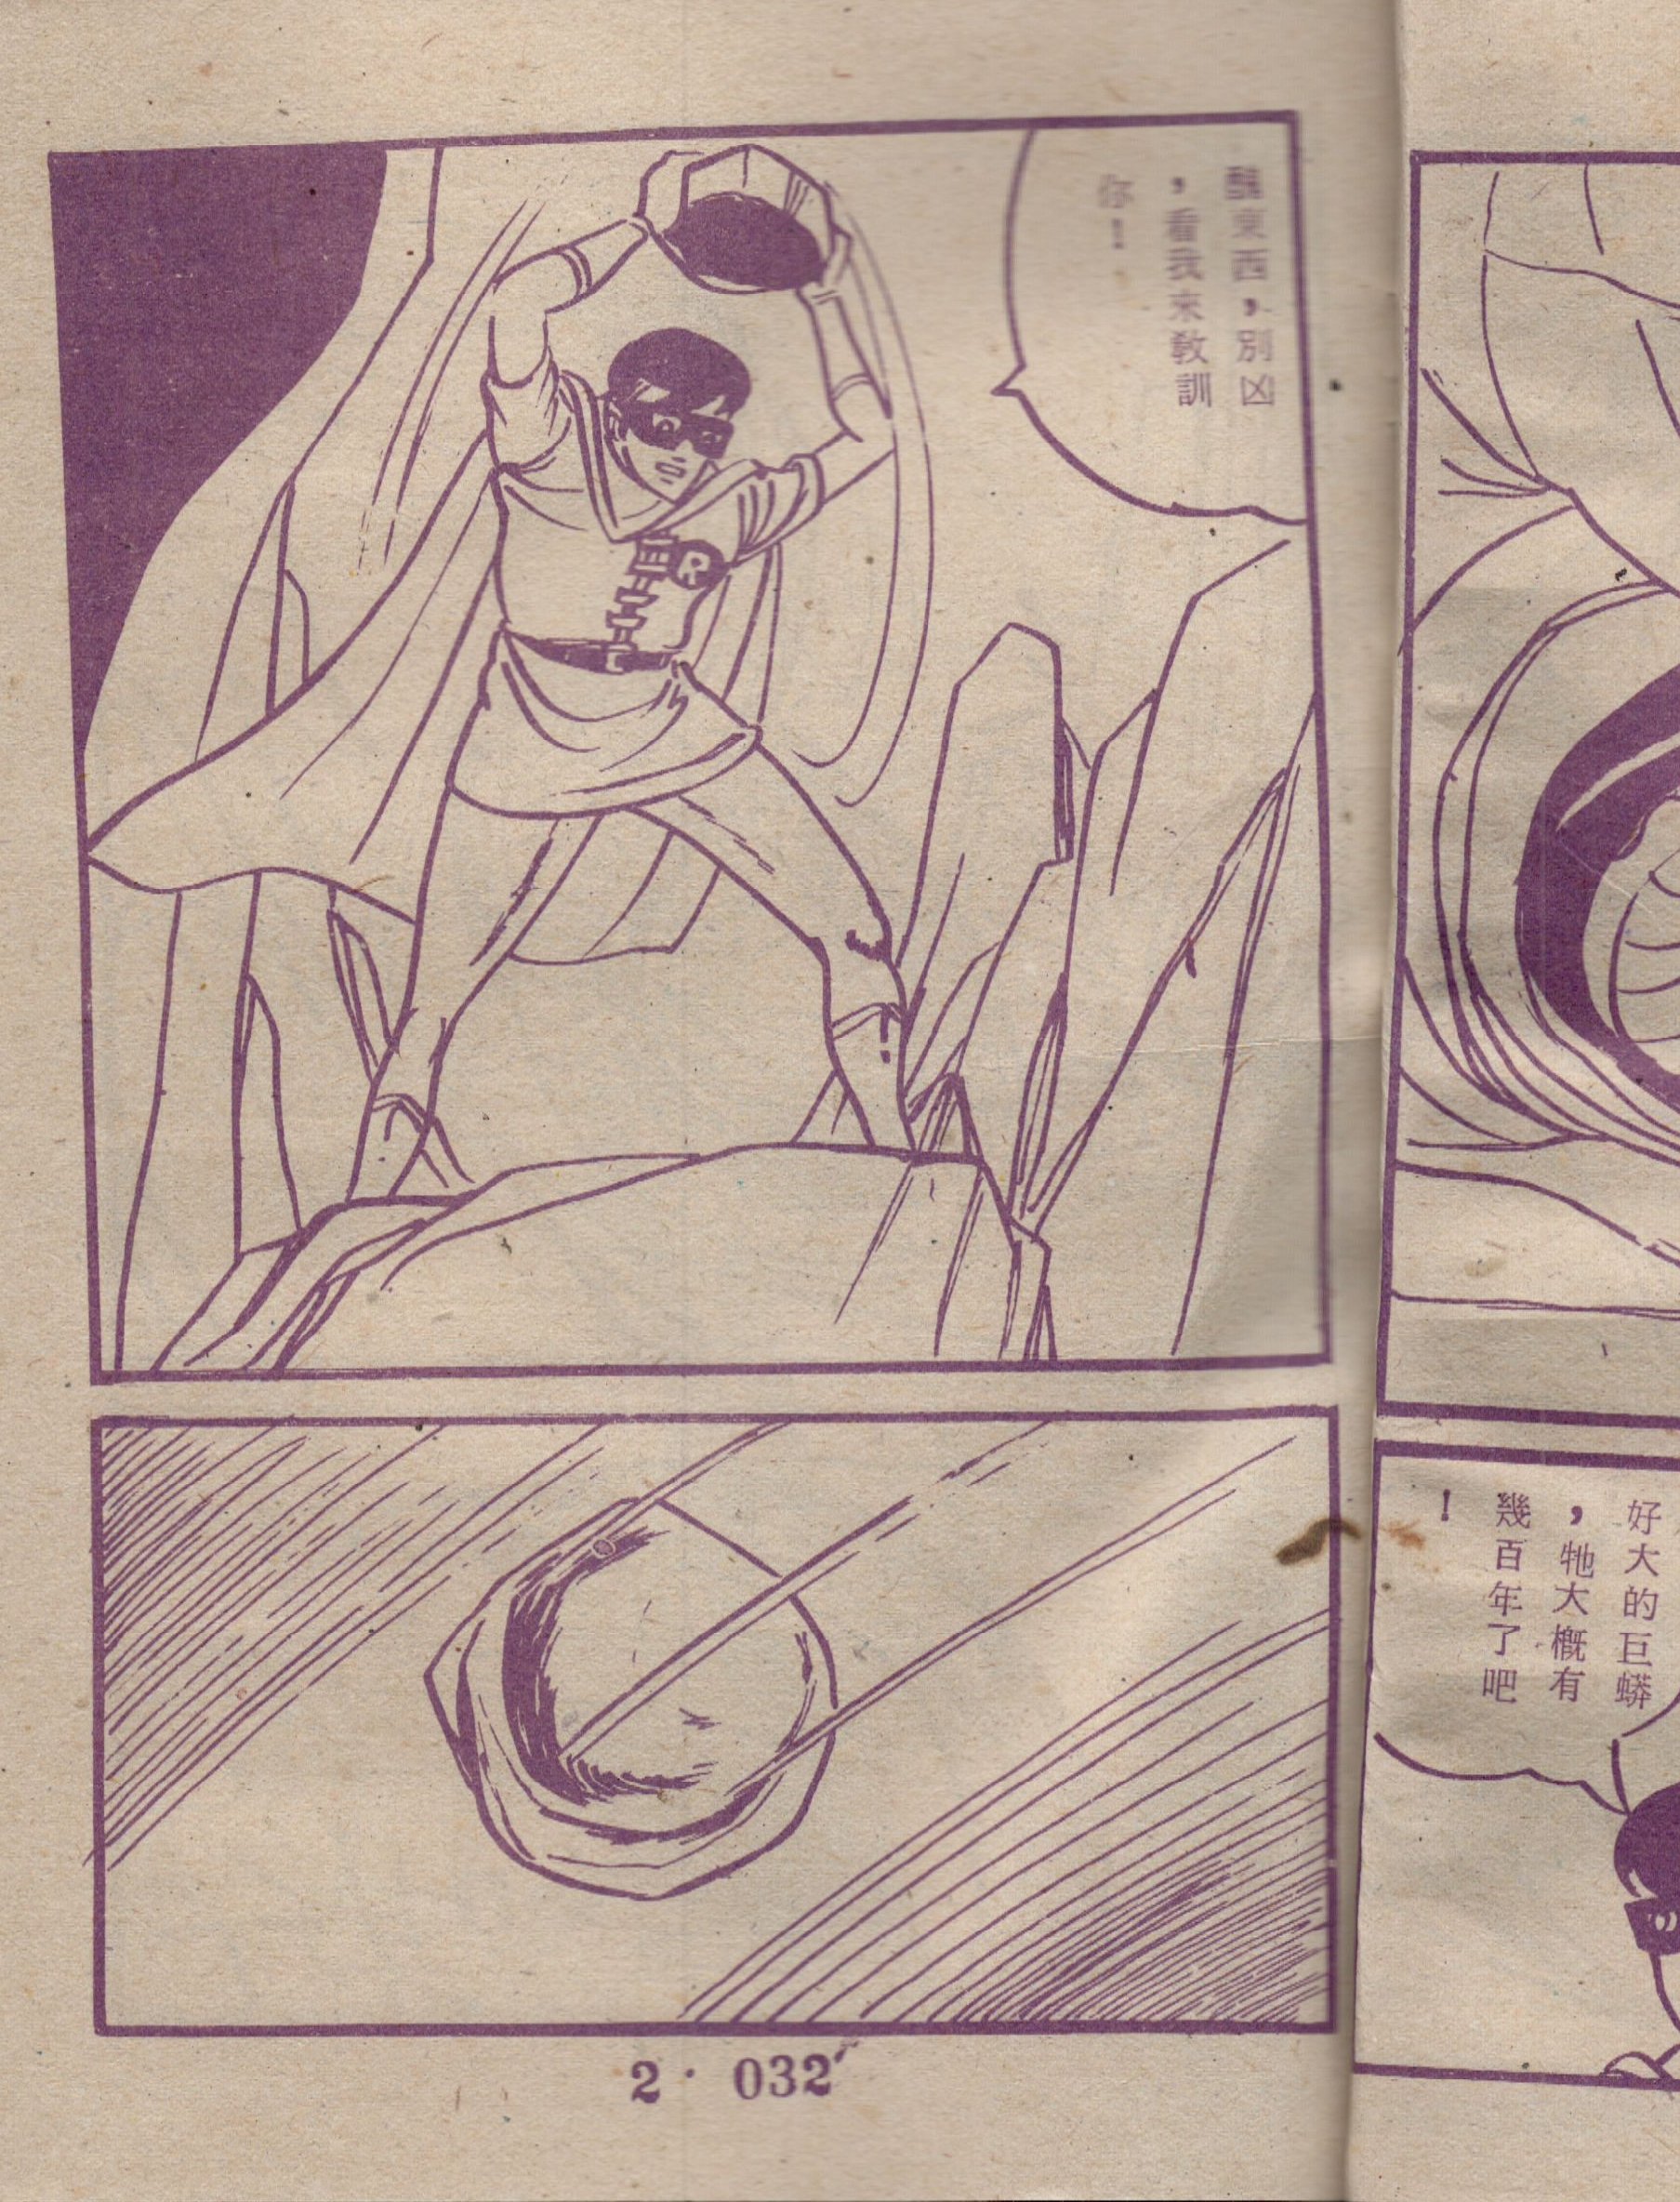 好大的巨蟒
，牠大概有
幾百年了吧
！
醜東西，別凶
，看我來教訓
你！
R
2・032